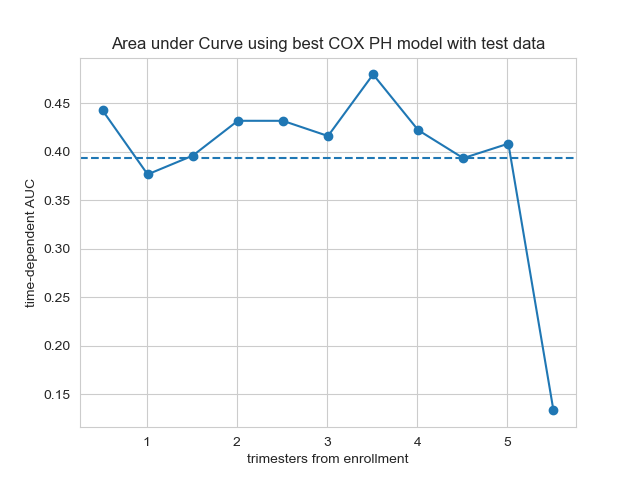 Area under Curve using best COX PH model with test data
time-dependent AUC
0.45
0.40
0.35
0.30
0.25
0.20
0.15
1 2 3 4 5
trimesters from enrollment